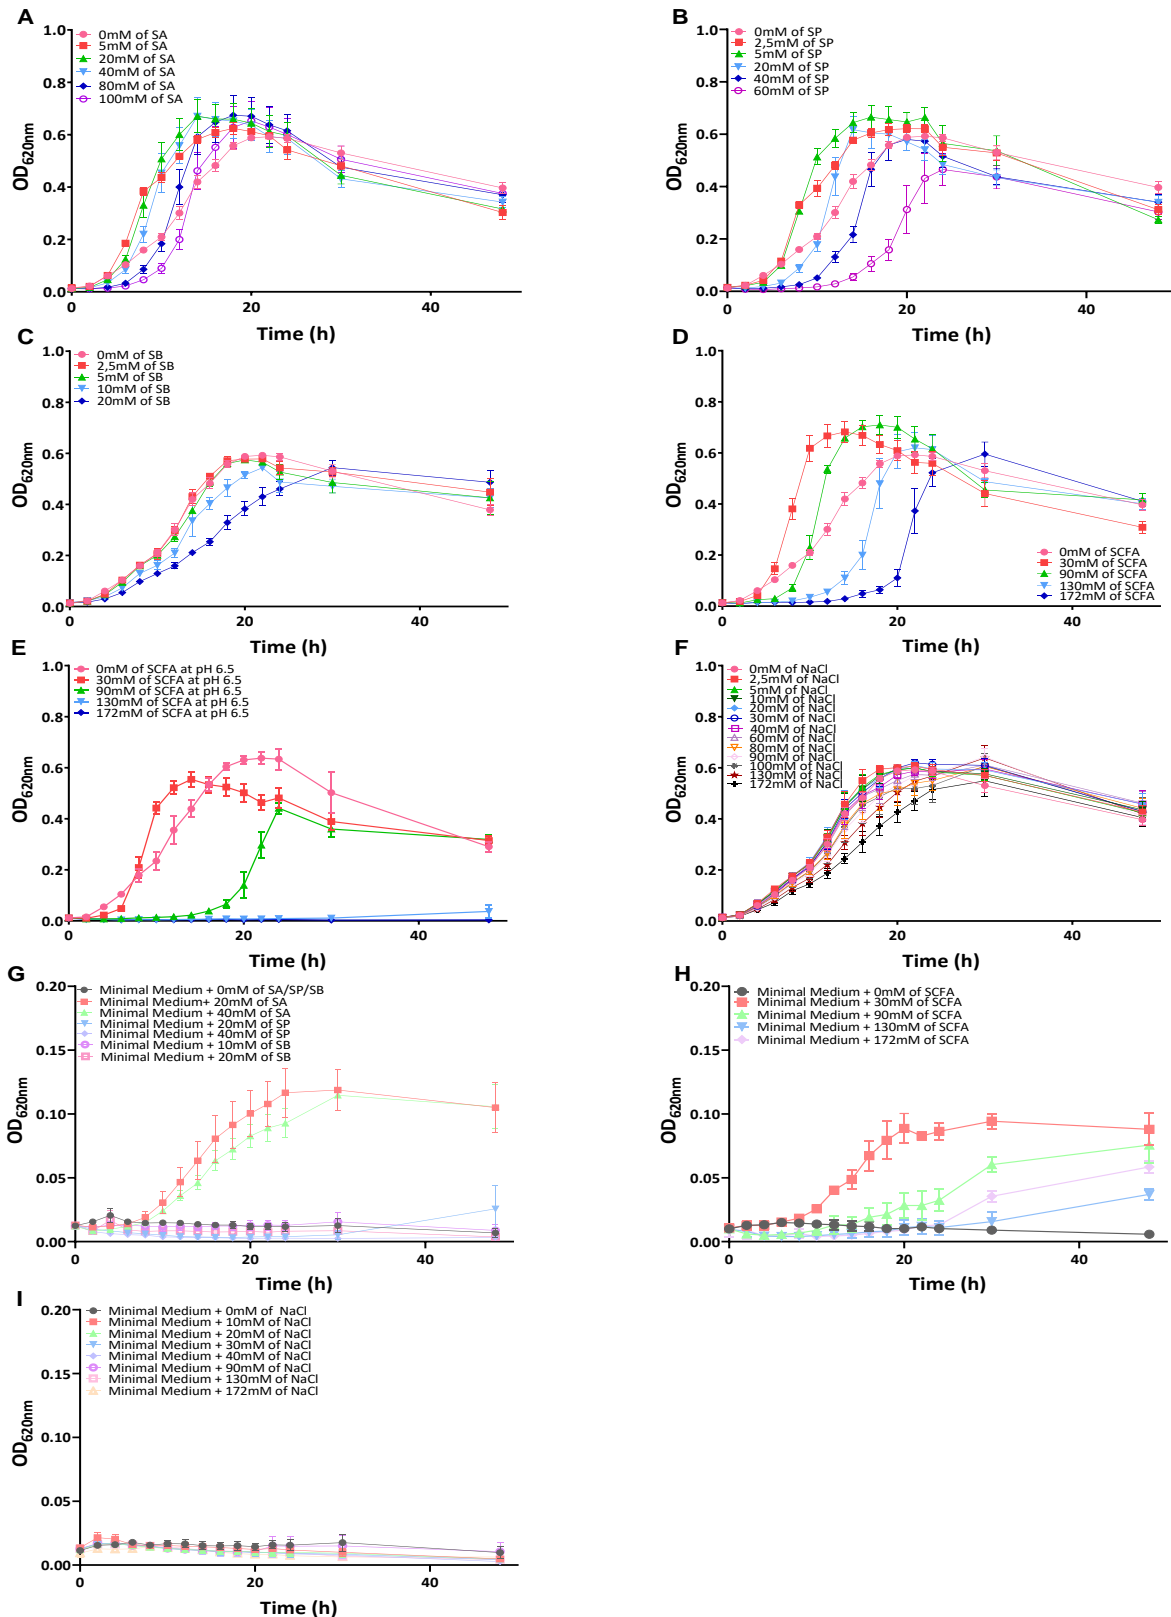 A
0mM of SA
5mM of SA
20mM of SA
40mM of SA
80mM of SA
100mM of SA
1.0
0.8
0.6
0.4
0.2
0.0
0
20
40
OD620nm
Time (h)
B
0mM of SP
2,5mM of SP
5mM of SP
20mM of SP
40mM of SP
60mM of SP
1.0
0.8
0.6
0.4
0.2
0.0
0
20
40
OD620nm
Time (h)
C
0mM of SB
2,5mM of SB
5mM of SB
10mM of SB
20mM of SB
1.0
0.8
0.6
0.4
0.2
0.0
0
20
40
OD620nm
Time (h)
D
1.0
0.8
0.6
0.4
0.2
0.0
0mM of SCFA
30mM of SCFA
90mM of SCFA
130mM of SCFA
172mM of SCFA
0
20
40
OD620nm
Time (h)
E
0mM of SCFA at pH 6.5
30mM of SCFA at pH 6.5
90mM of SCFA at pH 6.5
130mM of SCFA at pH 6.5
172mM of SCFA at pH 6.5
1.0
0.8
0.6
0.4
0.2
0.0
0
20
40
OD620nm
Time (h)
F
0mM of NaCl
2,5mM of NaCl
5mM of NaCl
10mM of NaCl
20mM of NaCl
30mM of NaCl
40mM of NaCl
60mM of NaCl
80mM of NaCl
90mM of NaCl
100mM of NaCl
130mM of NaCl
172mM of NaCl
1.0
0.8
0.6
0.4
0.2
0.0
0
20
40
OD620nm
Time (h)
G
Minimal Medium + 0mM of SA/SP/SB
Minimal Medium+ 20mM of SA
Minimal Medium + 40mM of SA
Minimal Medium + 20mM of SP
Minimal Medium + 40mM of SP
Minimal Medium + 10mM of SB
Minimal Medium + 20mM of SB
0.20
0.15
0.10
0.05
0.00
0
20
40
OD620nm
Time (h)
H
Minimal Medium + 0mM of SCFA
Minimal Medium + 30mM of SCFA
Minimal Medium + 90mM of SCFA
Minimal Medium + 130mM of SCFA
Minimal Medium + 172mM of SCFA
0.20
0.15
0.10
0.05
0.00
0
20
40
OD620nm
Time (h)
I
Minimal Medium + 0mM of NaCl
Minimal Medium + 10mM of NaCl
Minimal Medium + 20mM of NaCl
Minimal Medium + 30mM of NaCl
Minimal Medium + 40mM of NaCl
Minimal Medium + 90mM of NaCl
Minimal Medium + 130mM of NaCl
Minimal Medium + 172mM of NaCl
0.20
0.15
0.10
0.05
0.00
0
20
40
OD620nm
Time (h)